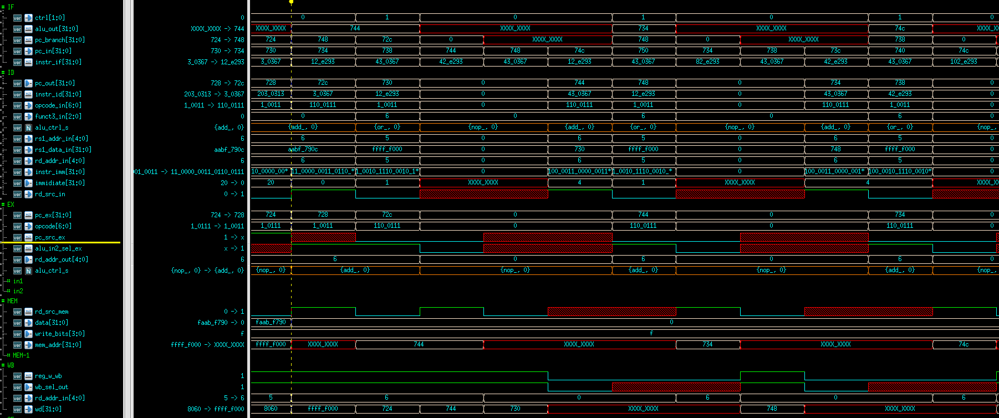 IF
ver ctrl[1:0] 0 0 1 0 1 0 1 0
ver alu_out[31:0] XXXX_XXXX -> 744 XXXX_XXXX 744 XXXX_XXXX 734 XXXX_XXXX 74c XXXX_XX
ver pc_branch[31:0] 724 -> 748 724 748 72c 0 XXXX_XXXX 748 0 XXXX_XXXX 738 0
ver pc_in[31:0] 730 -> 734 730 734 738 744 748 74c 750 734 738 73c 740 74c
ver instr_if[31:0] 3_0367 -> 12_e293 3_0367 12_e293 43_0367 42_e293 43_0367 12_e293 43_0367 82_e293 43_0367 42_e293 43_0367 102_e293
ID
ver pc_out[31:0] 728 -> 72c 728 72c 730 0 744 748 0 734 738 0
ver instr_id[31:0] 203_0313 -> 3_0367 203_0313 3_0367 12_e293 0 43_0367 12_e293 0 43_0367 42_e293 0
ver opcode_in[6:0] 1_0011 -> 110_0111 1_0011 110_0111 1_0011 0 110_0111 1_0011 0 110_0111 1_0011 0
ver funct3_in[2:0] 0 0 6 0 6 0 6 0
ver alu_ctrl_s {add_, 0} {add_, 0} {or_, 0} {nop_, 0} {add_, 0} {or_, 0} {nop_, 0} {add_, 0} {or_, 0} {nop_,
ver rs1_addr_in[4:0] 6 6 5 0 6 5 0 6 5 0
ver rs1_data_in[31:0] aabf_790c aabf_790c ffff_f000 0 730 ffff_f000 0 748 ffff_f000 0
ver rd_addr_in[4:0] 6 6 5 0 6 5 0 6 5 0
ver instr_imm[31:0] 01_0011 -> 11_0000_0011_0110_0111 10_0000_00* 11_0000_0011_0110_* 1_0010_1110_0010_1* 0 100_0011_0000_0011* 1_0010_1110_0010_* 0 100_0011_0000_001* 100_0010_1110_0010* 0
ver immidiate[31:0] 20 -> 0 20 0 1 XXXX_XXXX 4 1 XXXX_XXXX 4 XXXX_XX
ver rd_src_in 0 -> 1
EX
ver pc_ex[31:0] 724 -> 728 724 728 72c 0 744 0 734 0
ver opcode[6:0] 1_0111 -> 1_0011 1_0111 1_0011 110_0111 0 110_0111 0 110_0111 0
ver pc_src_ex 1 -> x
ver alu_in2_sel_ex x -> 1
ver rd_addr_out[4:0] 6 6 0 6 0 6 0
ver alu_ctrl_s {nop_, 0} -> {add_, 0} {nop_, 0} {add_, 0} {nop_, 0} {add_, 0} {nop_, 0} {add_, 0} {nop_,
in1
in2
MEM
ver rd_src_mem 0 -> 1
ver data[31:0] faab_f790 -> 0 faab_f790 0
ver write_bits[3:0] f f
ver mem_addr[31:0] ffff_f000 -> XXXX_XXXX ffff_f000 XXXX_XXXX 744 XXXX_XXXX 734 XXXX_XXXX 74c
MEM-1
WB
ver reg_w_wb 1
ver wb_sel_out 1
ver rd_addr_in[4:0] 5 -> 6 5 6 0 6 0 6
ver wd[31:0] 8060 -> ffff_f000 8060 ffff_f000 724 744 730 XXXX_XXXX 748 XXXX_XXXX